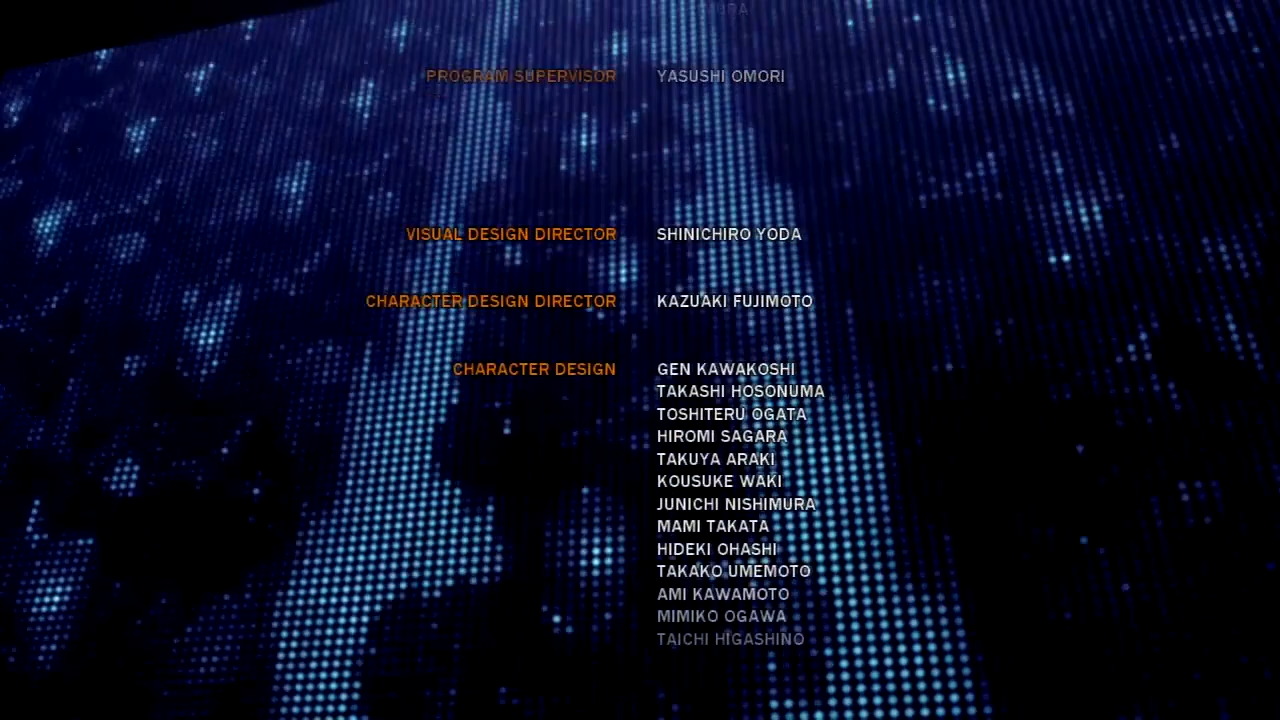 PROGRAM SUPERVISOR YASUSHI OMORI
VISUAL DESIGN DIRECTOR SHINICHIRO YODA
CHARACTER DESIGN DIRECTOR KAZUAKI FUJIMOTO
CHARACTER DESIGN GEN KAWAKOSHI
TAKASHI HOSONUMA
TOSHITERU OGATA
HIROMI SAGARA
TAKUYA ARAKI
KOUSUKE WAKI
JUNICHI NISHIMURA
MAMI TAKATA
HIDEKI OHASHI
TAKAKO UMEMOTO
AMI KAWAMOTO
MIMIKO OGAWA
TAICHI HIGASHINO